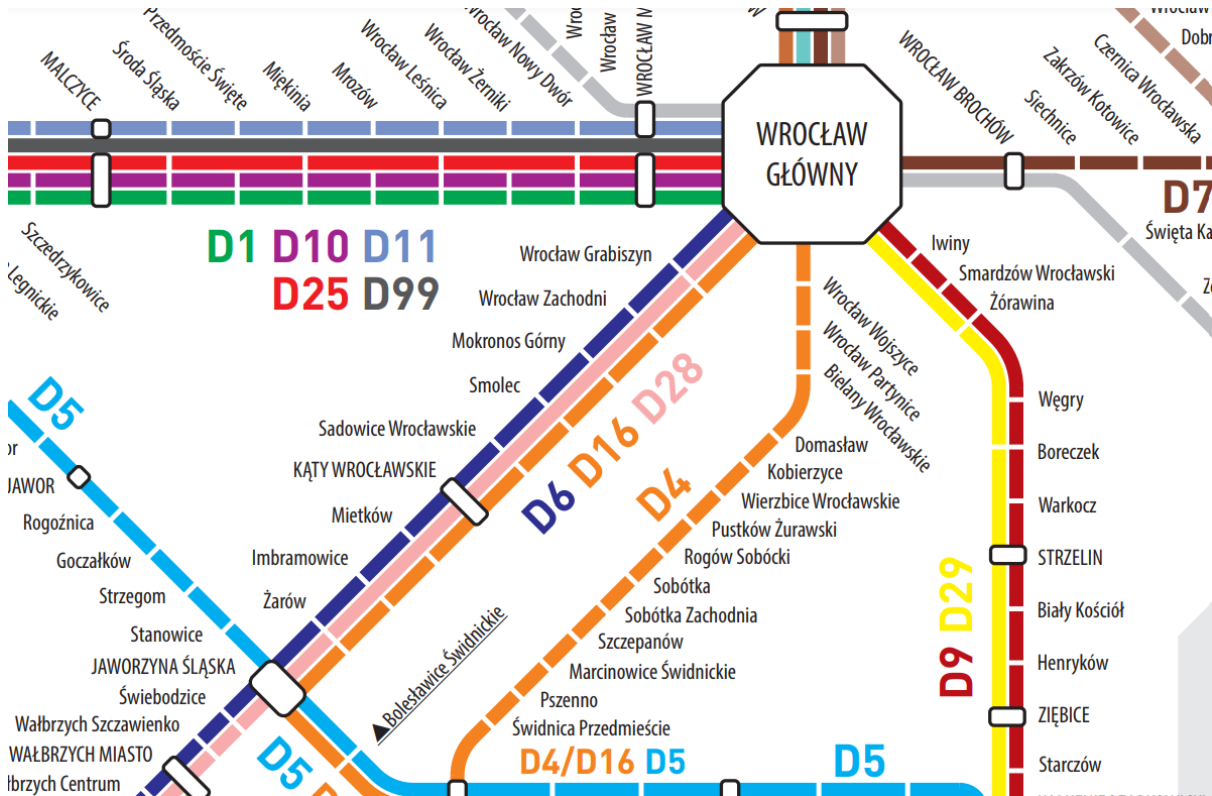 MALCZYCE
Środa Śląska
Przedmoście Święte
Miękinia
Mrozów
Wrocław Leśnica
Wrocław Żerniki
Wrocław Nowy Dwór
Wrocław
WROCŁAW
WROCŁAW
GŁÓWNY
WROCŁAW BROCHÓW
Siechnice
Zakrzów Kotowice
Czernica Wrocławska
D7
D1 D10 D11
D25 D99
Szczedrzykowice
Legnickie
Wrocław Grabiszyn
Wrocław Zachodni
Mokronos Górny
Smolec
Sadowice Wrocławskie
KĄTY WROCŁAWSKIE
Mietków
Imbramowice
Żarów
D6 D16 D28
Iwiny
Smardzów Wrocławski
Żórawina
Węgry
Boreczek
Warkocz
STRZELIN
Biały Kościół
Henryków
ZIĘBICE
Starczów
D9 D29
Wrocław Wojszyce
Wrocław Partynice
Bielany Wrocławskie
Domasław
Kobierzyce
Wierzbice Wrocławskie
Pustków Żurawski
Rogów Sobócki
Sobótka
Sobótka Zachodnia
Szczepanów
Marcinowice Świdnickie
Pszenno
Świdnica Przedmieście
D4
D5
JAWOR
Rogoźnica
Goczałków
Strzegom
Stanowice
JAWORZYNA ŚLĄSKA
Świebodzice
Wałbrzych Szczawienko
WAŁBRZYCH MIASTO
Centrum
Bolesławice Świdnickie
D5
D4/D16 D5
D5